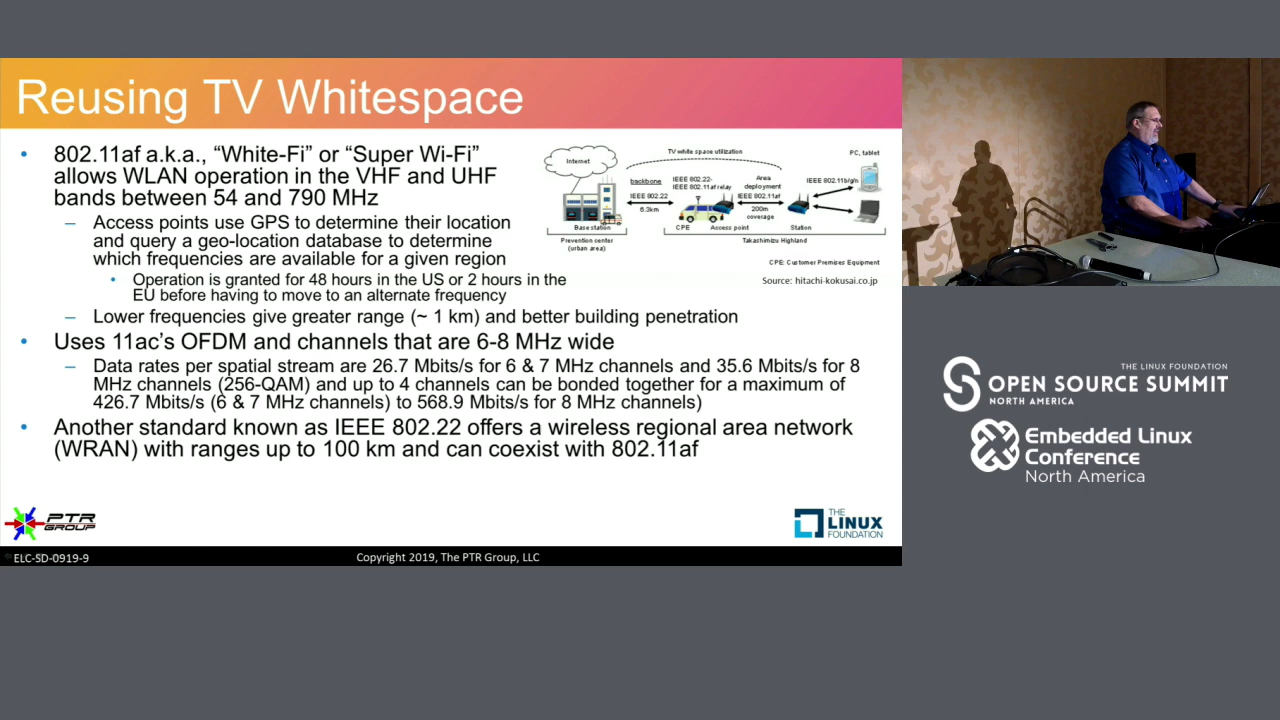 Reusing TV Whitespace
• 802.11af a.k.a., “White-Fi” or “Super Wi-Fi”
allows WLAN operation in the VHF and UHF
bands between 54 and 790 MHz
– Access points use GPS to determine their location
and query a geo-location database to determine
which frequencies are available for a given region
• Operation is granted for 48 hours in the US or 2 hours in the
EU before having to move to an alternate frequency
– Lower frequencies give greater range (~ 1 km) and better building penetration
• Uses 11ac’s OFDM and channels that are 6-8 MHz wide
– Data rates per spatial stream are 26.7 Mbits/s for 6 & 7 MHz channels and 35.6 Mbits/s for 8
MHz channels (256-QAM) and up to 4 channels can be bonded together for a maximum of
426.7 Mbits/s (6 & 7 MHz channels) to 568.9 Mbits/s for 8 MHz channels)
• Another standard known as IEEE 802.22 offers a wireless regional area network
(WRAN) with ranges up to 100 km and can coexist with 802.11af
Internet
TV white space utilization
PC, tablet
backbone
IEEE 802.22
6.3km
IEEE 802.22-
IEEE 802.11af relay
Area
deployment
IEEE 802.11af
200m
coverage
IEEE 802.11b/g/n
Base station
CPE
Access point
Station
Prevention center
(urban area)
Takashimizu Highland
CPE: Customer Premises Equipment
Source: hitachi-kokusai.co.jp
PTR
GROUP
THE
LINUX
FOUNDATION
ELC-SD-0919-9
Copyright 2019, The PTR Group, LLC
THE LINUX FOUNDATION
OPEN SOURCE SUMMIT
NORTH AMERICA
Embedded Linux
Conference
North America